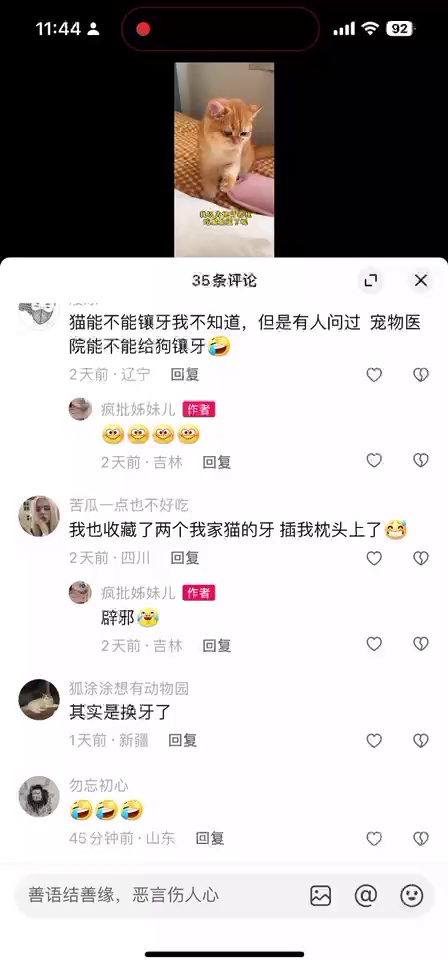 11:44
92
35条评论
猫能不能镶牙我不知道，但是有人问过 宠物医
院能不能给狗镶牙🤣
2天前·辽宁 回复
疯批姊妹儿 作者
2天前·吉林 回复
苦瓜一点也不好吃
我也收藏了两个我家猫的牙 插我枕头上了😅
2天前·四川 回复
疯批姊妹儿 作者
辟邪😂
2天前·吉林 回复
狐涂涂想有动物园
其实是换牙了
1天前·新疆 回复
勿忘初心
🤣🤣🤣
45分钟前·山东 回复
善语结善缘，恶言伤人心